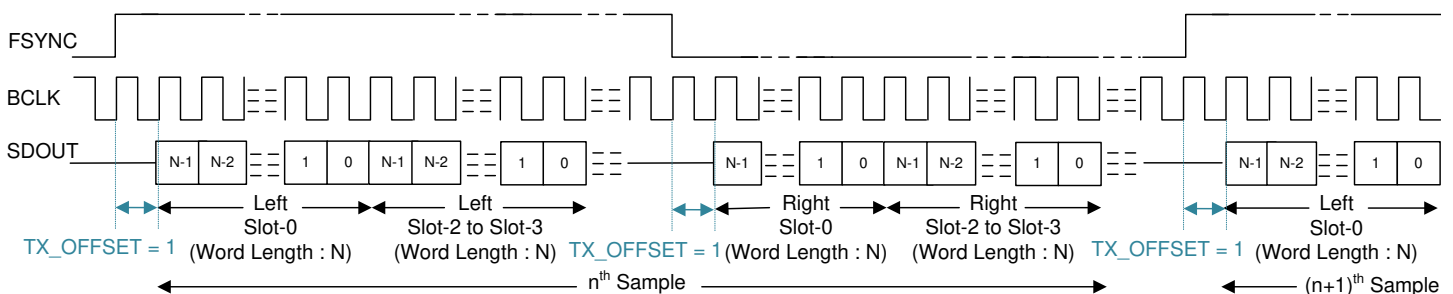 FSYNC
BCLK
SDOUT
N-1 N-2 1 0 N-1 N-2 1 0 N-1 1 0 N-1 N-2 1 0 N-1 N-2 1 0
Left Left Right Right Left
Slot-0 Slot-2 to Slot-3 Slot-0 Slot-2 to Slot-3 Slot-0
TX_OFFSET = 1 (Word Length : N) (Word Length : N) TX_OFFSET = 1 (Word Length : N) (Word Length : N) TX_OFFSET = 1 (Word Length : N)
nth Sample (n+1)th Sample